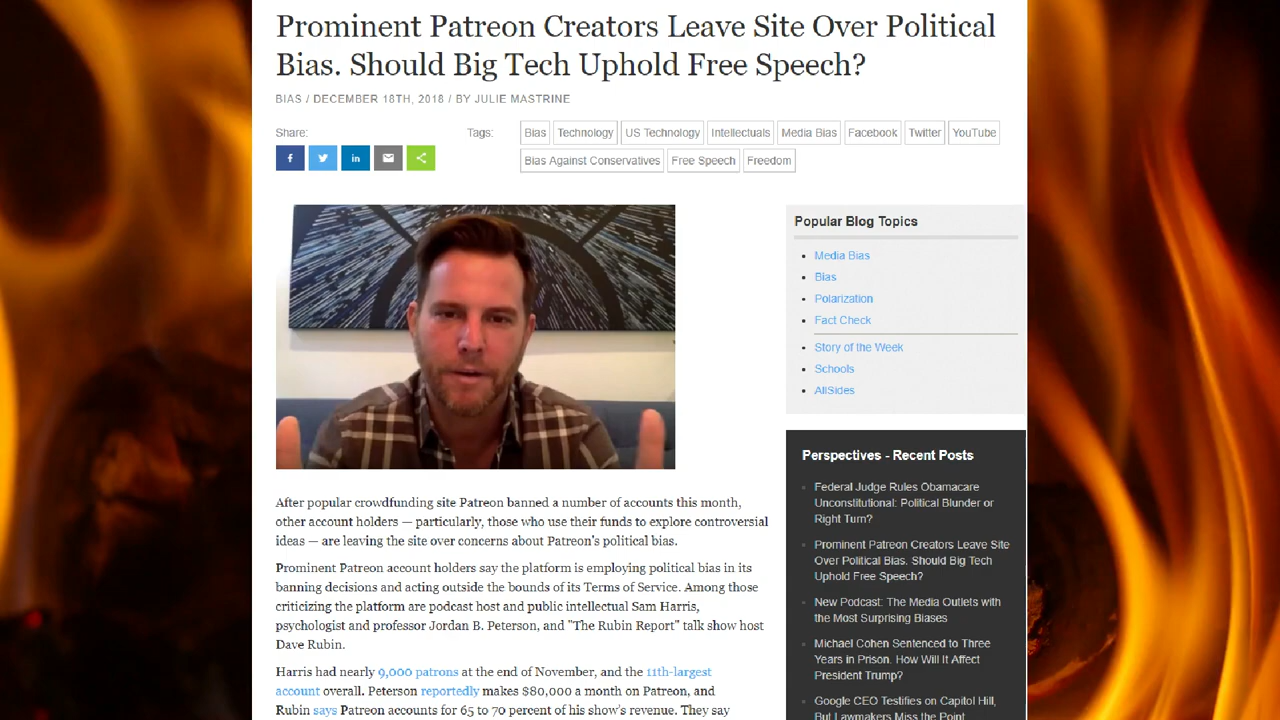 Prominent Patreon Creators Leave Site Over Political
Bias. Should Big Tech Uphold Free Speech?
BIAS / DECEMBER 18TH, 2018 / BY JULIE MASTRINE
Share:
Tags:
Bias Technology US Technology Intellectuals Media Bias Facebook Twitter YouTube
Bias Against Conservatives Free Speech Freedom
f
in
After popular crowdfunding site Patreon banned a number of accounts this month,
other account holders — particularly, those who use their funds to explore controversial
ideas — are leaving the site over concerns about Patreon's political bias.
Prominent Patreon account holders say the platform is employing political bias in its
banning decisions and acting outside the bounds of its Terms of Service. Among those
criticizing the platform are podcast host and public intellectual Sam Harris,
psychologist and professor Jordan B. Peterson, and "The Rubin Report" talk show host
Dave Rubin.
Harris had nearly 9,000 patrons at the end of November, and the 11th-largest
account overall. Peterson reportedly makes $80,000 a month on Patreon, and
Rubin says Patreon accounts for 65 to 70 percent of his show's revenue. They say
Popular Blog Topics
Media Bias
Bias
Polarization
Fact Check
Story of the Week
Schools
AllSides
Perspectives - Recent Posts
Federal Judge Rules Obamacare
Unconstitutional: Political Blunder or
Right Turn?
Prominent Patreon Creators Leave Site
Over Political Bias. Should Big Tech
Uphold Free Speech?
New Podcast: The Media Outlets with
the Most Surprising Biases
Michael Cohen Sentenced to Three
Years in Prison. How Will It Affect
President Trump?
Google CEO Testifies on Capitol Hill,
But Lawmakers Miss the Point